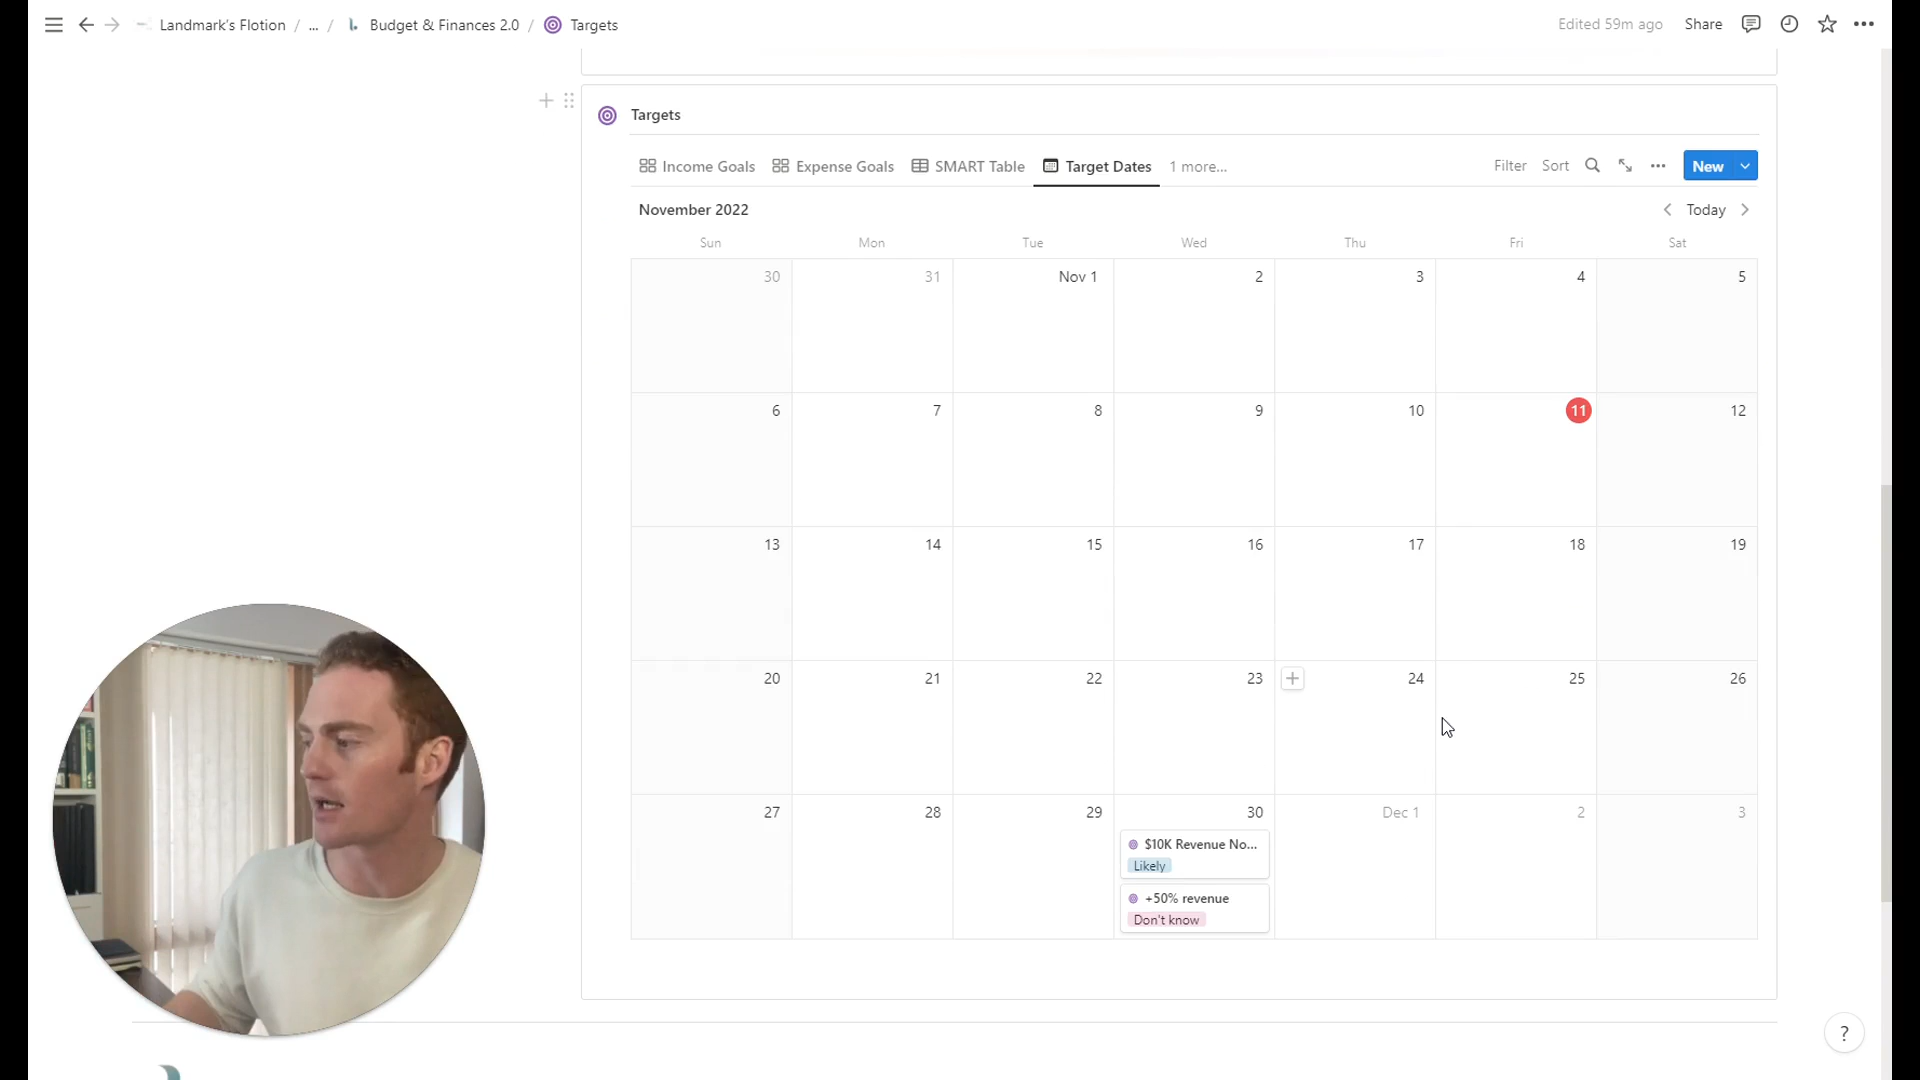 Landmark's Flotion / ... / Budget & Finances 2.0 / Targets
Edited 59m ago Share
Targets
Income Goals Expense Goals SMART Table Target Dates 1 more...
Filter Sort New
November 2022
Today
Sun Mon Tue Wed Thu Fri Sat
30 31 Nov 1 2 3 4 5
6 7 8 9 10 11 12
13 14 15 16 17 18 19
20 21 22 23 24 25 26
27 28 29 30 Dec 1 2 3
$10K Revenue No...
Likely
+50% revenue
Don't know
?